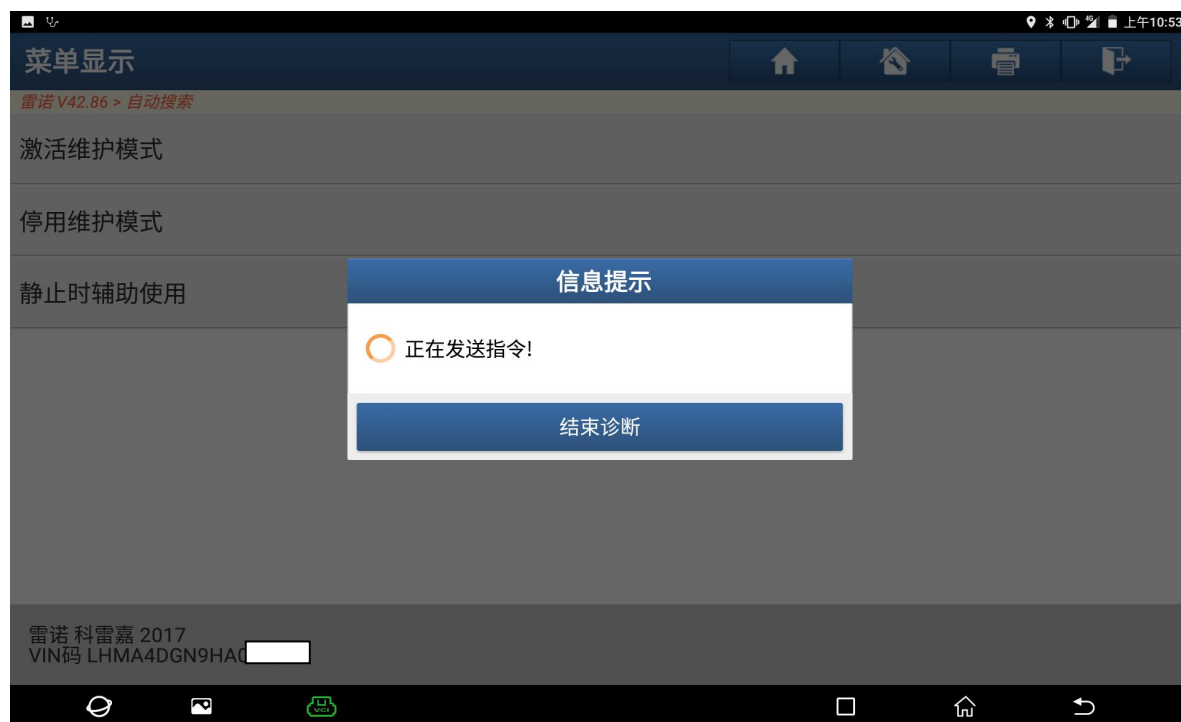 4G 上午10:53
菜单显示
雷诺 V42.86 > 自动搜索
激活维护模式
停用维护模式
静止时辅助使用
信息提示
正在发送指令!
结束诊断
雷诺 科雷嘉 2017
VIN码 LHMA4DGN9HA
VCI